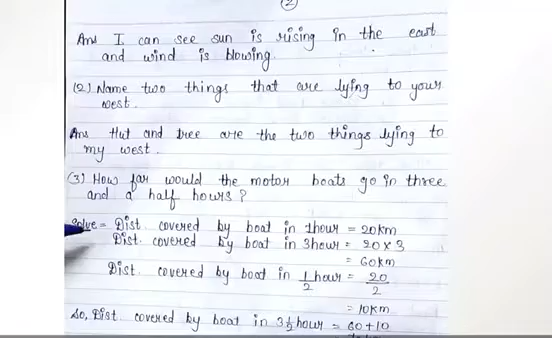 (2)
Ans I can see sun is rising in the east
and wind is blowing.
(2) Name two things that are lying to your
west.
Ans Hut and tree are the two things lying to
my west.
(3) How far would the motor boats go in three
and a half hours?
Solve = Dist. covered by boat in 1hour = 20km
Dist. covered by boat in 3hour = 20 x 3
= 60km
Dist. covered by boat in 1/2 hour = 20/2
= 10km
So, Dist. covered by boat in 3 1/2 hour = 60+10